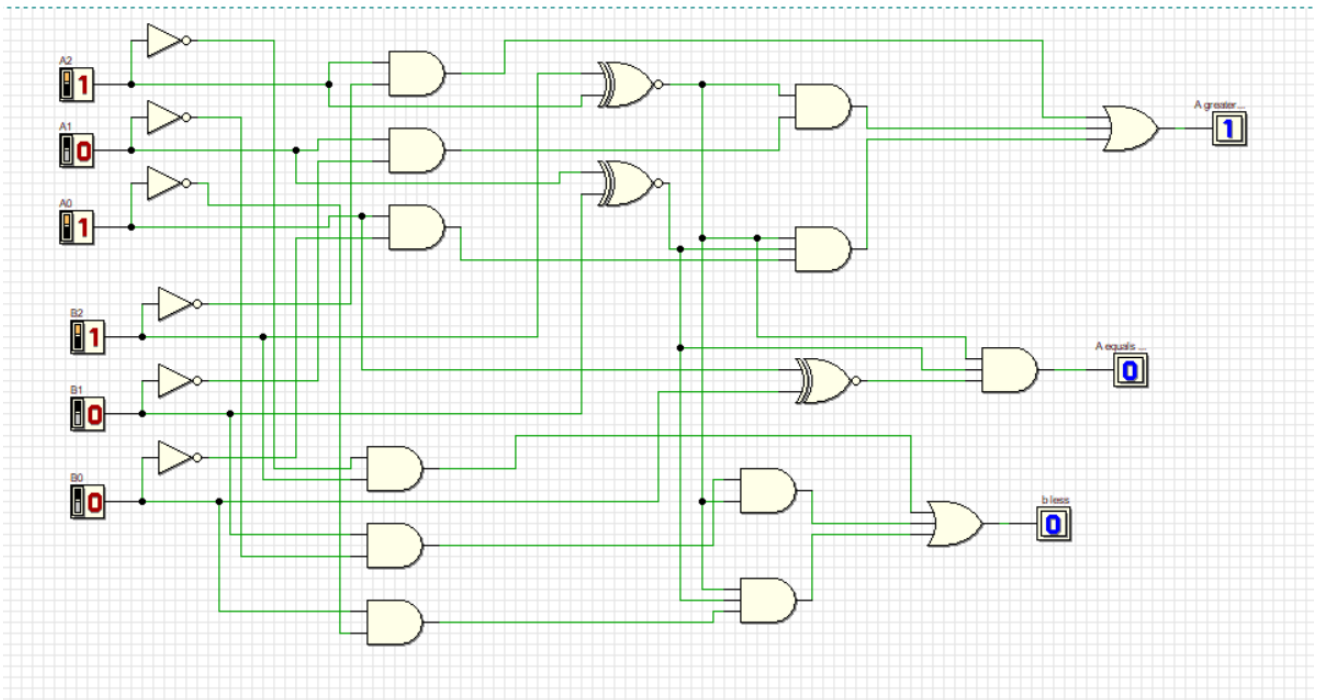 A2
1
A1
0
A0
1
B2
1
B1
0
B0
0
A greater...
1
A equals ...
0
b less
0